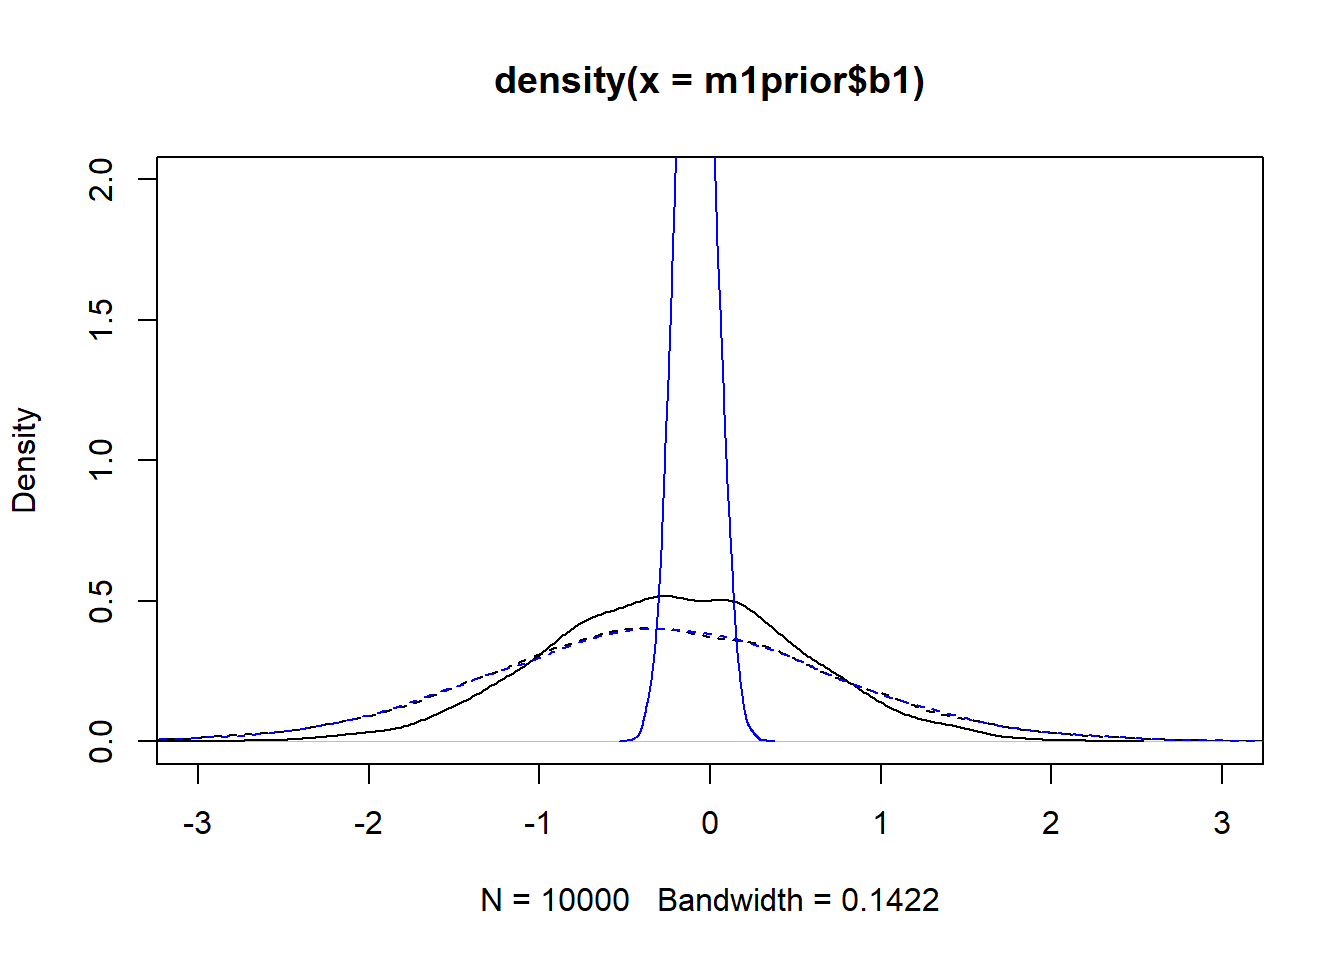 density(x = m1prior$b1)
Density
2.0
1.5
1.0
0.5
0.0
-3 -2 -1 0 1 2 3
N = 10000 Bandwidth = 0.1422